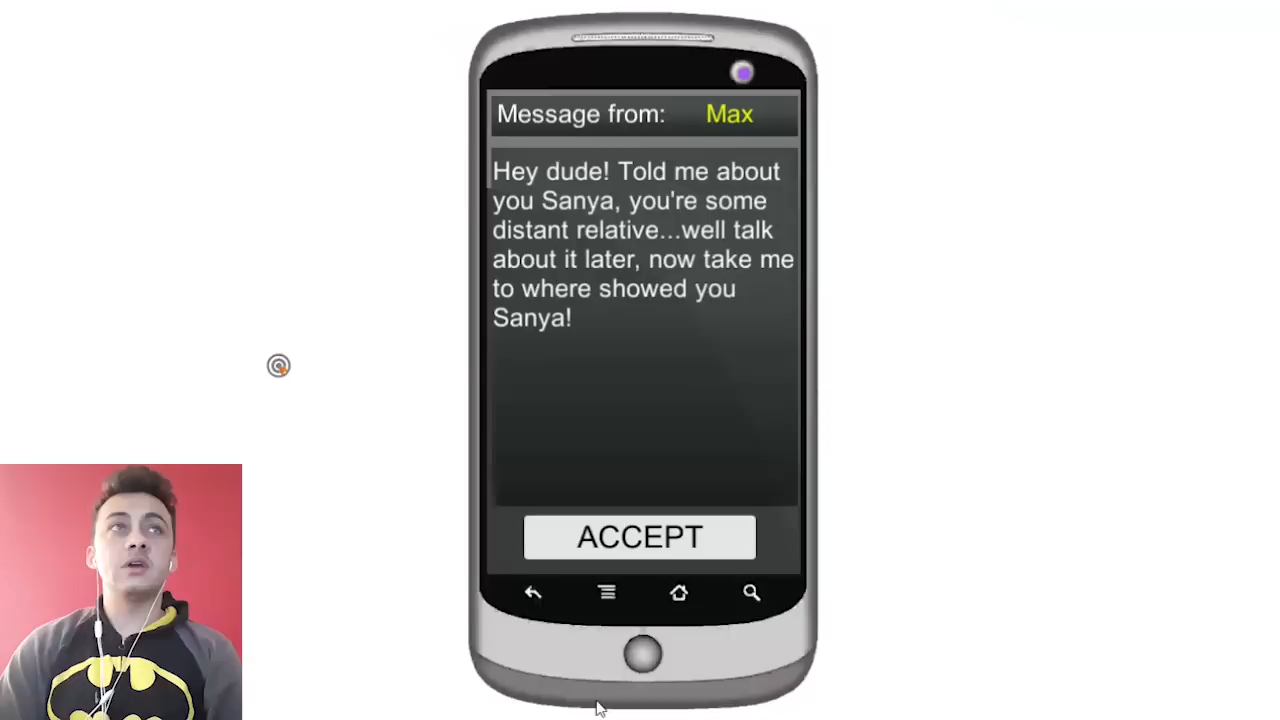 Message from: Max
Hey dude! Told me about
you Sanya, you're some
distant relative...well talk
about it later, now take me
to where showed you
Sanya!
ACCEPT